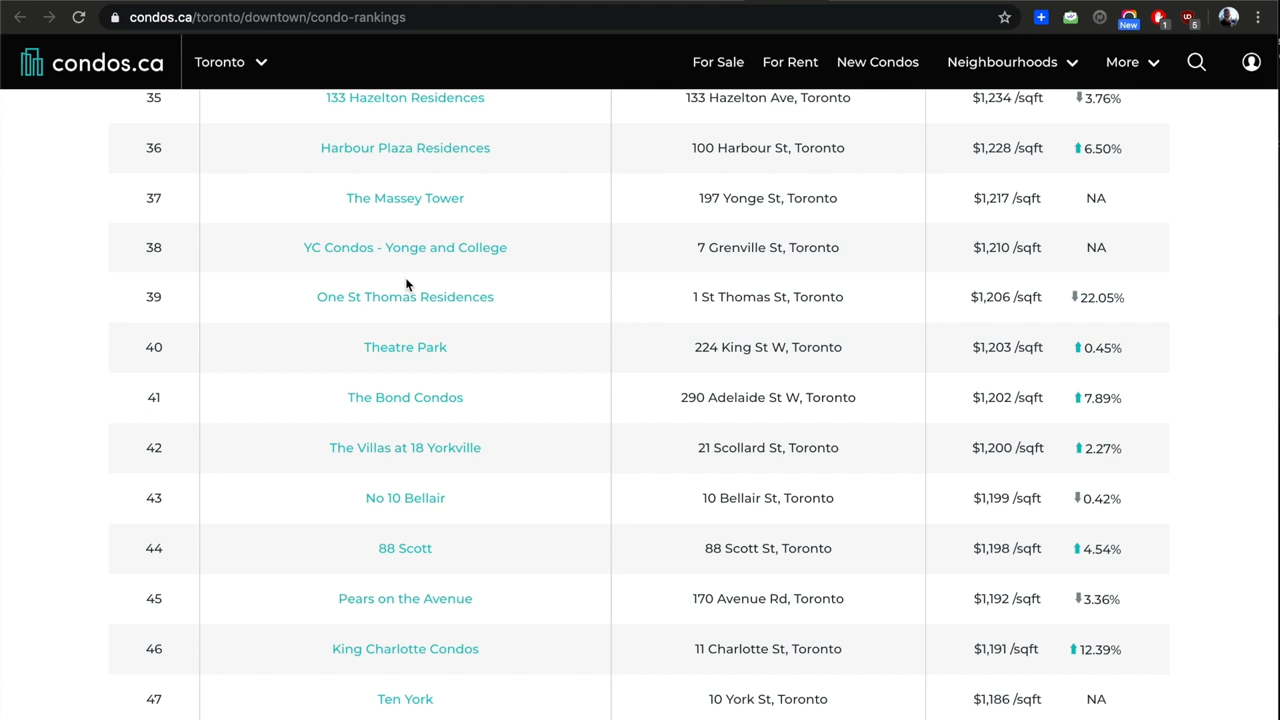 condos.ca/toronto/downtown/condo-rankings
New
1
5
condos.ca
Toronto
For Sale For Rent New Condos Neighbourhoods More
35 133 Hazelton Residences 133 Hazelton Ave, Toronto $1,234 /sqft 3.76%
36 Harbour Plaza Residences 100 Harbour St, Toronto $1,228 /sqft 6.50%
37 The Massey Tower 197 Yonge St, Toronto $1,217 /sqft NA
38 YC Condos - Yonge and College 7 Grenville St, Toronto $1,210 /sqft NA
39 One St Thomas Residences 1 St Thomas St, Toronto $1,206 /sqft 22.05%
40 Theatre Park 224 King St W, Toronto $1,203 /sqft 0.45%
41 The Bond Condos 290 Adelaide St W, Toronto $1,202 /sqft 7.89%
42 The Villas at 18 Yorkville 21 Scollard St, Toronto $1,200 /sqft 2.27%
43 No 10 Bellair 10 Bellair St, Toronto $1,199 /sqft 0.42%
44 88 Scott 88 Scott St, Toronto $1,198 /sqft 4.54%
45 Pears on the Avenue 170 Avenue Rd, Toronto $1,192 /sqft 3.36%
46 King Charlotte Condos 11 Charlotte St, Toronto $1,191 /sqft 12.39%
47 Ten York 10 York St, Toronto $1,186 /sqft NA